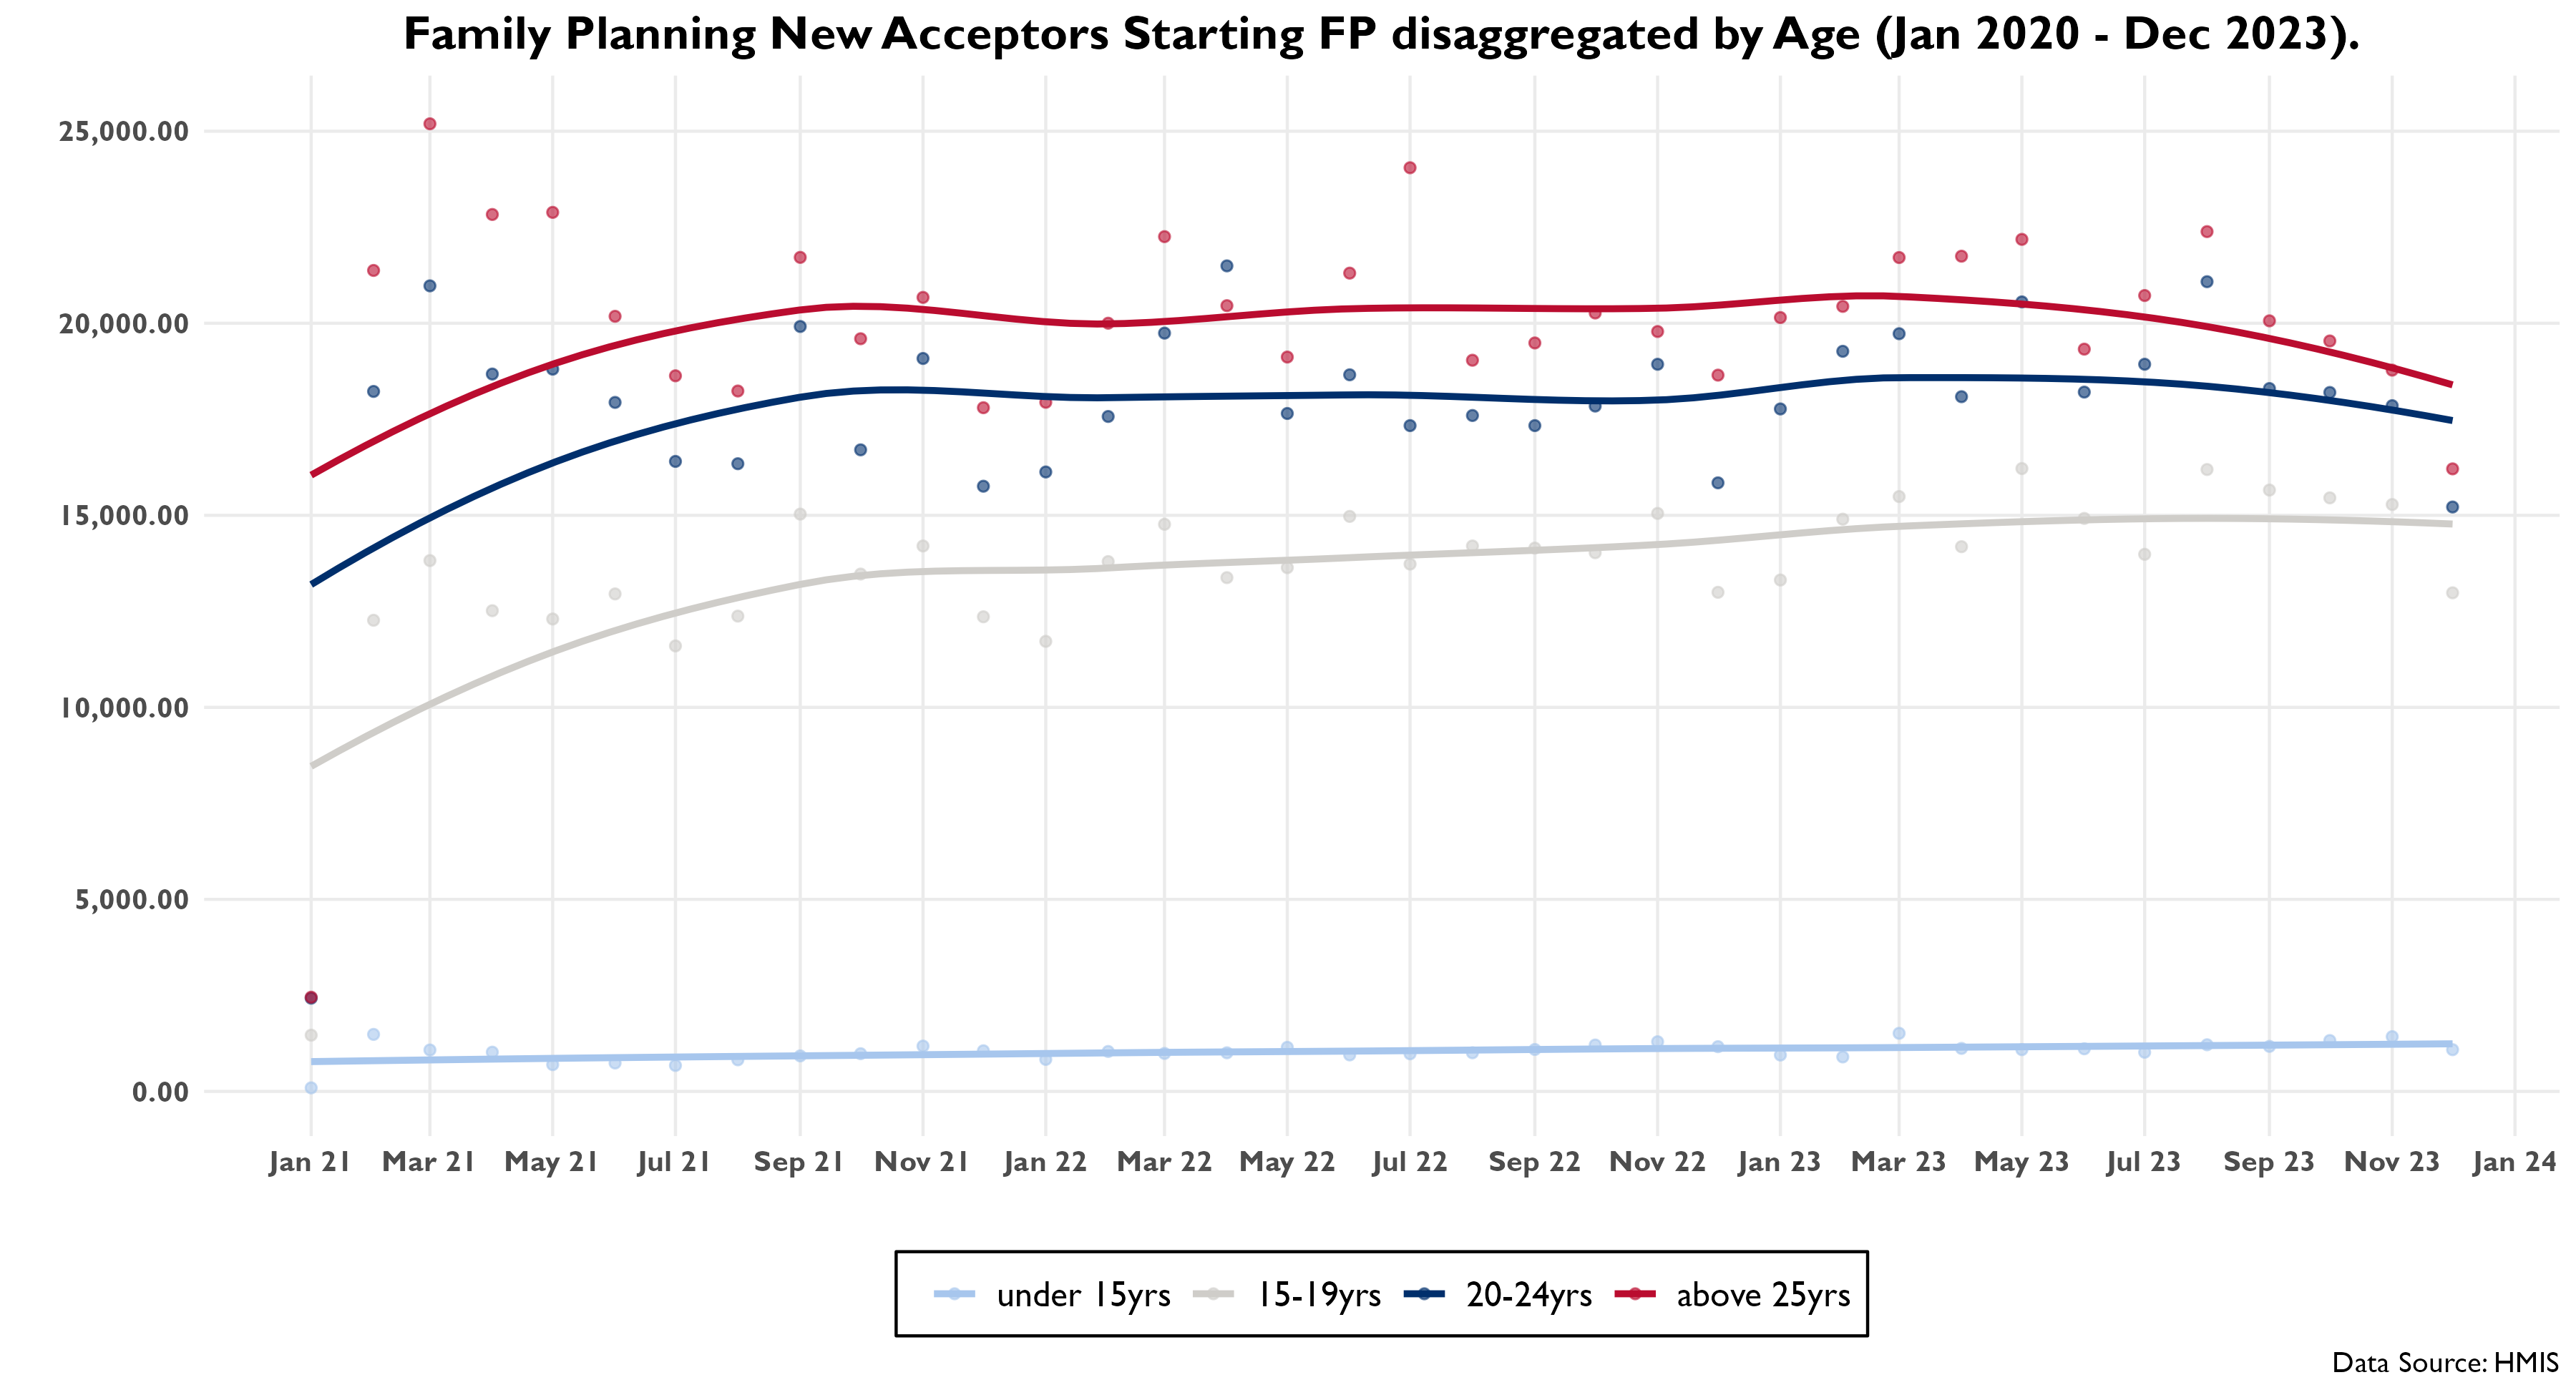 Family Planning New Acceptors Starting FP disaggregated by Age (Jan 2020 - Dec 2023).
25,000.00
20,000.00
15,000.00
10,000.00
5,000.00
0.00
Jan 21 Mar 21 May 21 Jul 21 Sep 21 Nov 21 Jan 22 Mar 22 May 22 Jul 22 Sep 22 Nov 22 Jan 23 Mar 23 May 23 Jul 23 Sep 23 Nov 23 Jan 24
under 15yrs 15-19yrs 20-24yrs above 25yrs
Data Source: HMIS